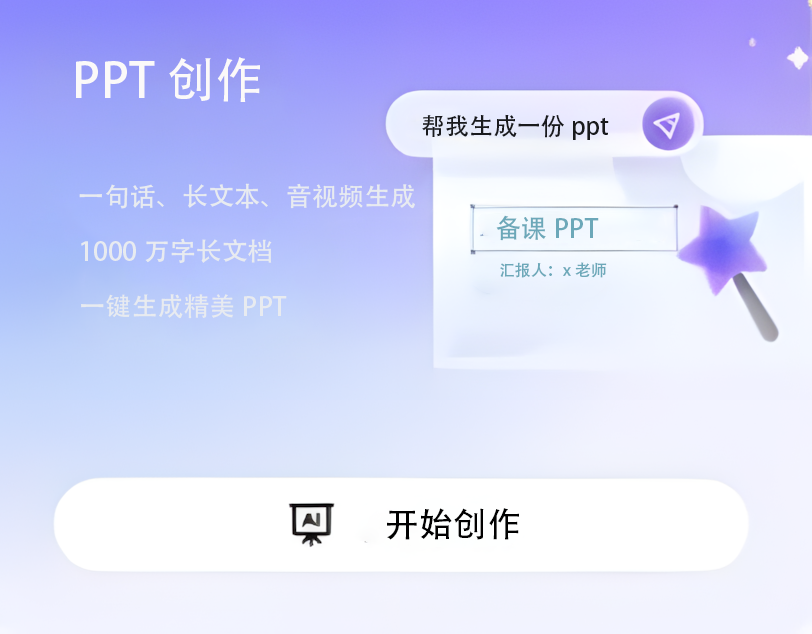 PPT 创作
帮我生成一份 ppt
一句话、长文本、音视频生成
1000 万字长文档
一键生成精美 PPT
备课 PPT
汇报人：x 老师
AI
开始创作